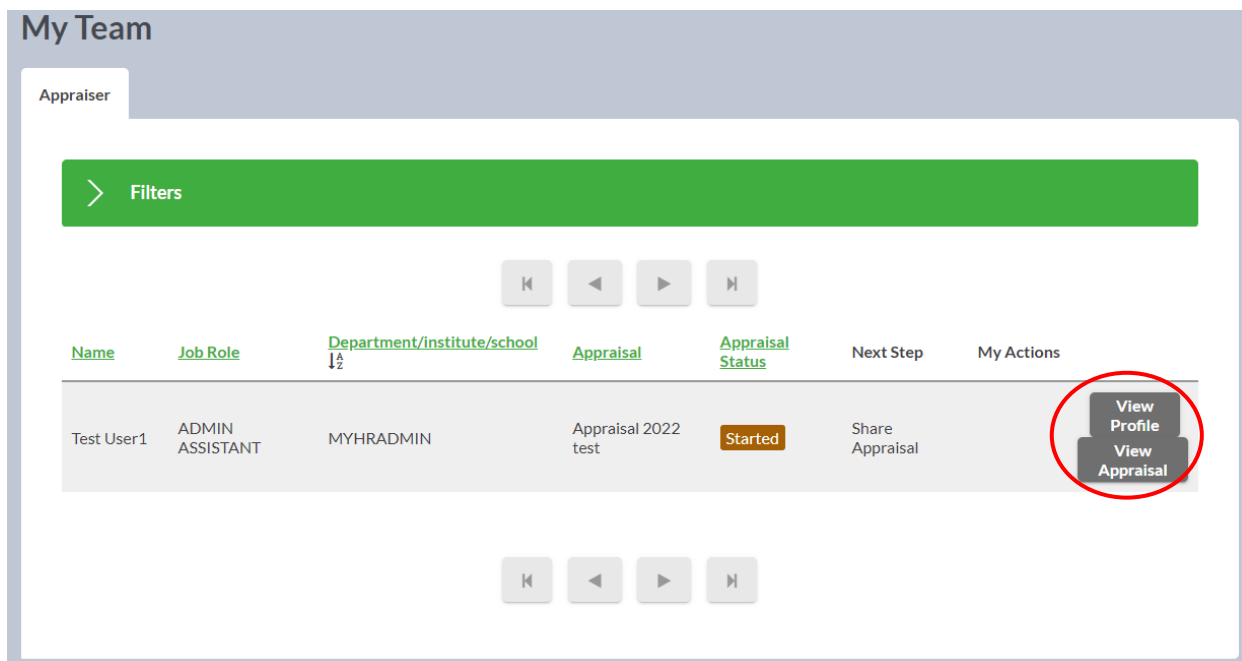 My Team
Appraiser
Filters
Name Job Role Department/institute/school Appraisal Appraisal Status Next Step My Actions
Test User1 ADMIN ASSISTANT MYHRADMIN Appraisal 2022 test Started Share Appraisal View Profile
View Appraisal